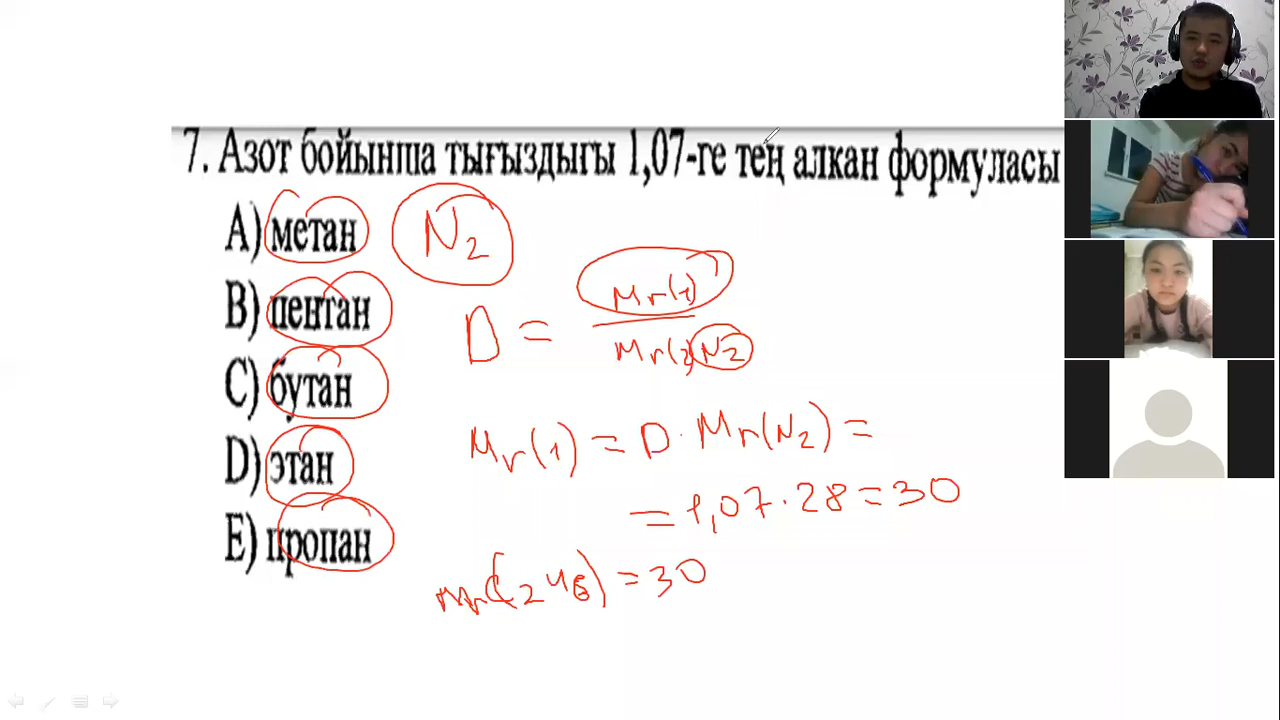 7. Азот бойынша тығыздығы 1,07-ге тең алкан формуласы
A) метан
B) пентан
C) бутан
D) этан
E) пропан
N2
D = Mr(1)
Mr(2) N2
Mr(1) = D · Mr(N2) =
= 1,07 · 28 = 30
Mr(C2H6) = 30